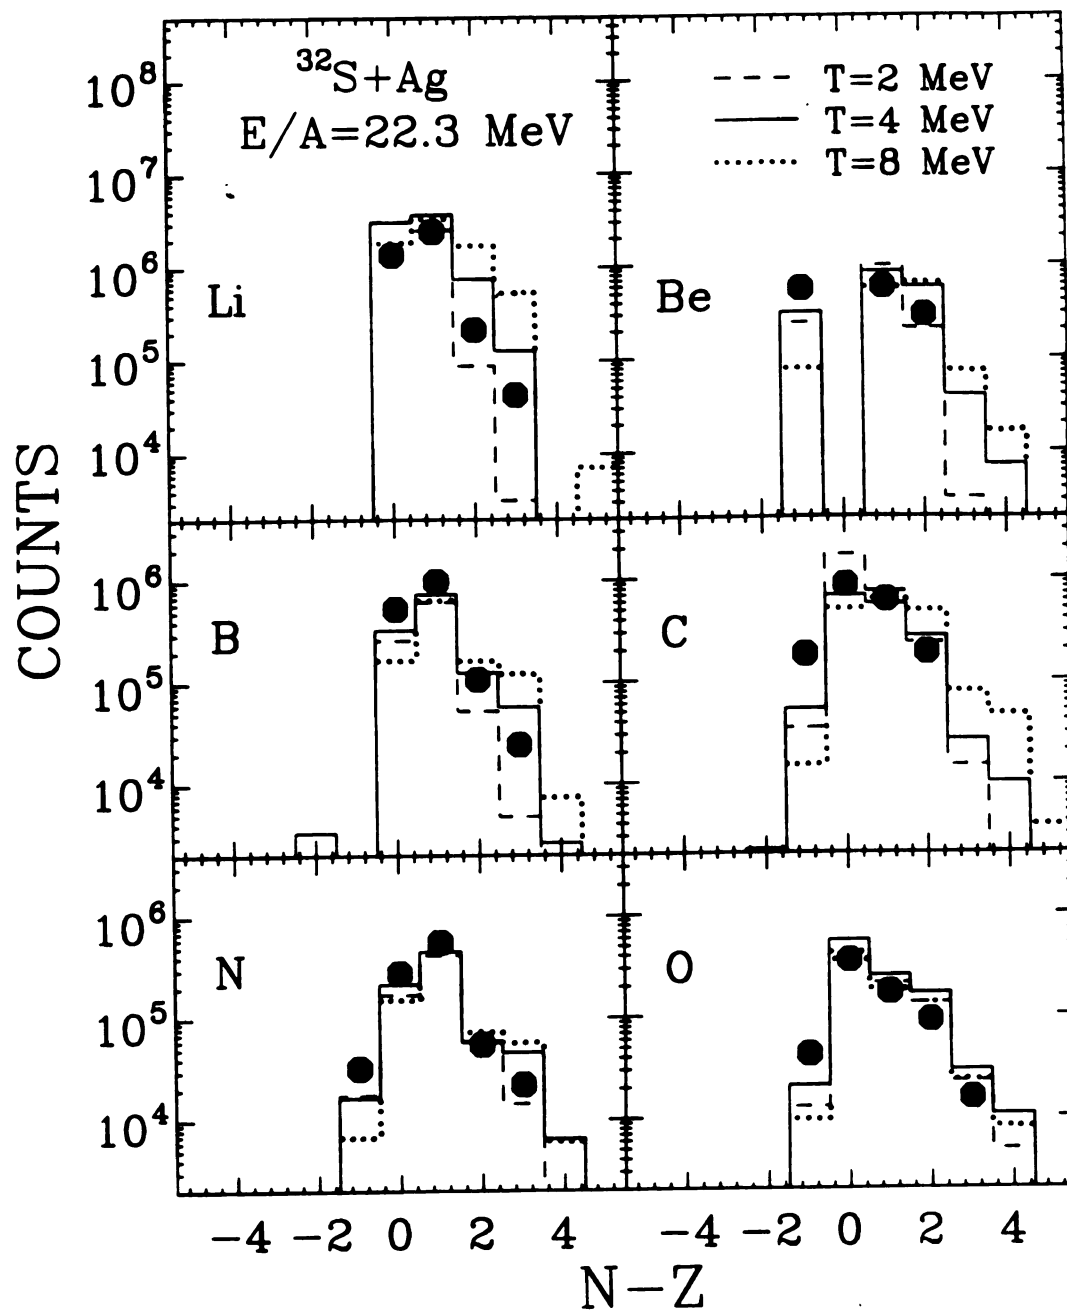 ³²S+Ag
E/A=22.3 MeV
T=2 MeV
T=4 MeV
T=8 MeV
COUNTS
10⁸
10⁷
10⁶
10⁵
10⁴
Li
Be
10⁶
10⁵
10⁴
B
C
10⁶
10⁵
10⁴
N
O
−4 −2 0 2 4 −2 0 2 4
N−Z